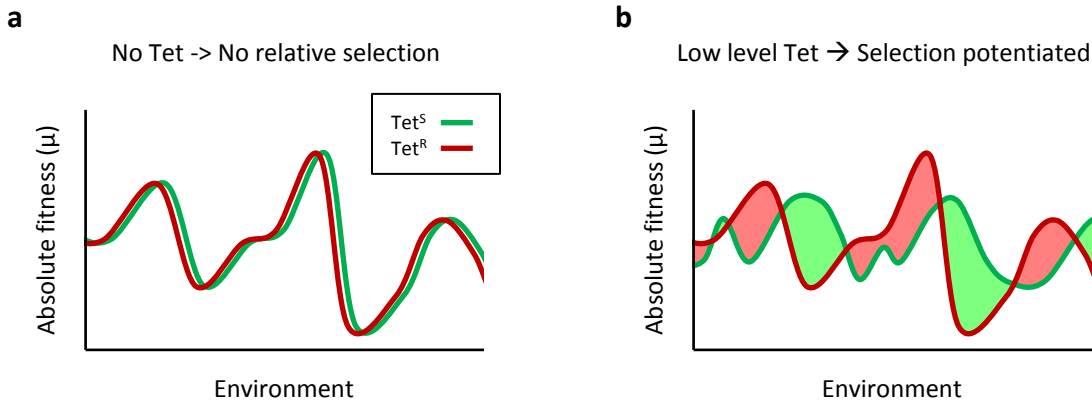 a
No Tet -> No relative selection
Absolute fitness (μ)
Tet^S
Tet^R
Environment
b
Low level Tet → Selection potentiated
Absolute fitness (μ)
Environment